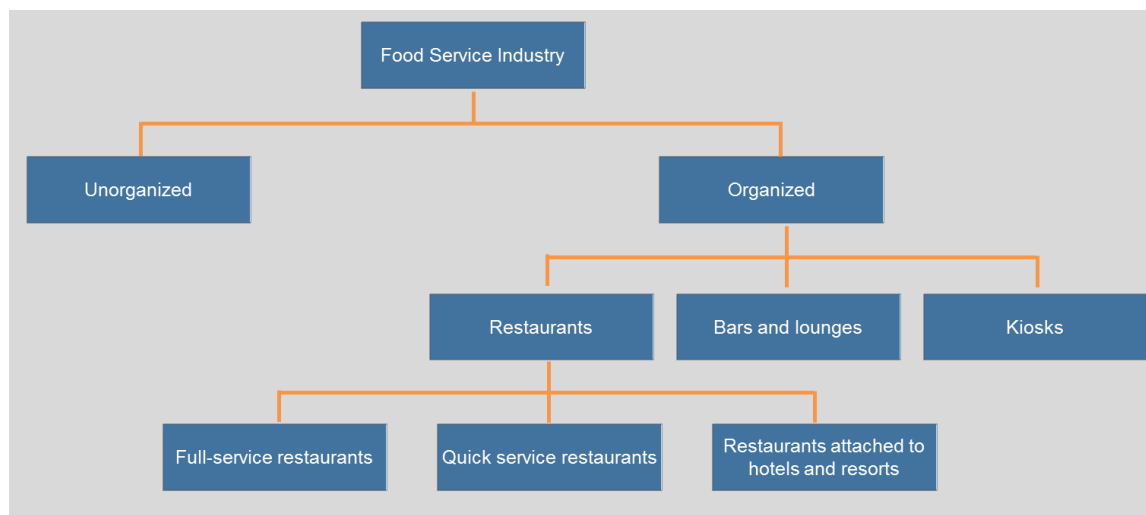 Food Service Industry
Unorganized
Organized
Restaurants
Bars and lounges
Kiosks
Full-service restaurants
Quick service restaurants
Restaurants attached to
hotels and resorts